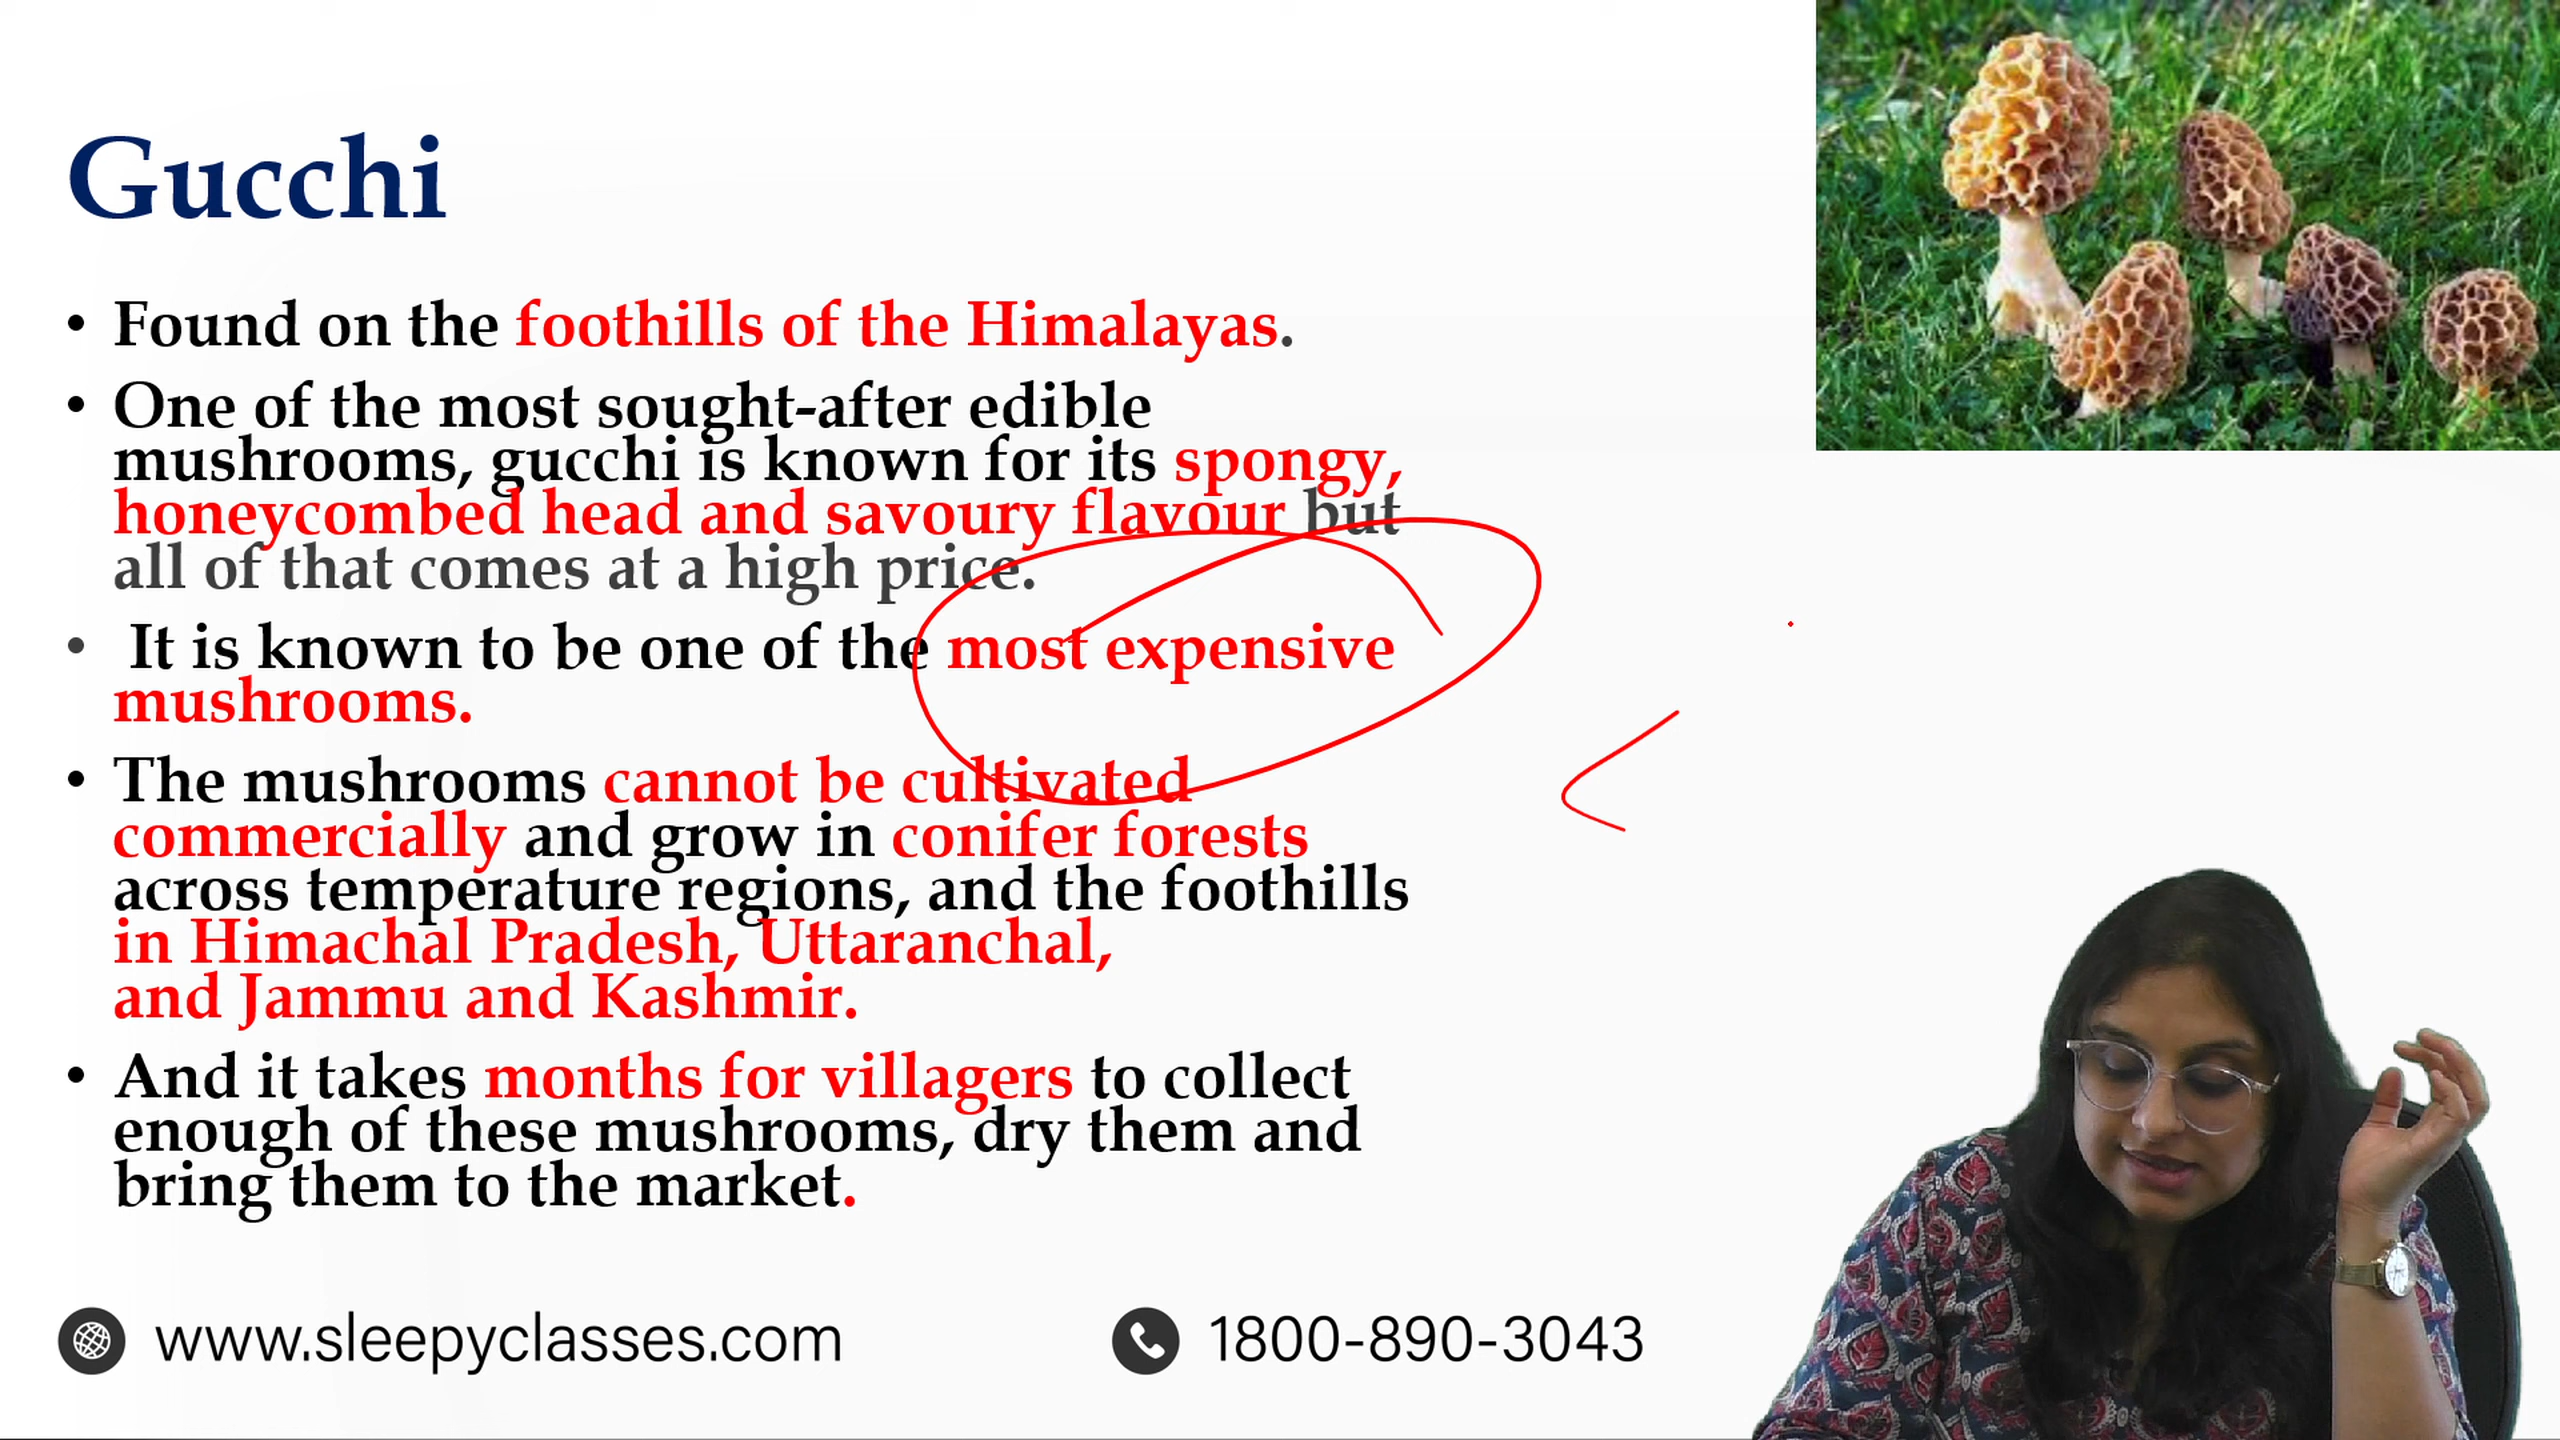 Gucchi
• Found on the foothills of the Himalayas.
• One of the most sought-after edible
mushrooms, gucchi is known for its spongy,
honeycombed head and savoury flavour but
all of that comes at a high price.
• It is known to be one of the most expensive
mushrooms.
• The mushrooms cannot be cultivated
commercially and grow in conifer forests
across temperature regions, and the foothills
in Himachal Pradesh, Uttaranchal,
and Jammu and Kashmir.
• And it takes months for villagers to collect
enough of these mushrooms, dry them and
bring them to the market.
www.sleepyclasses.com
1800-890-3043